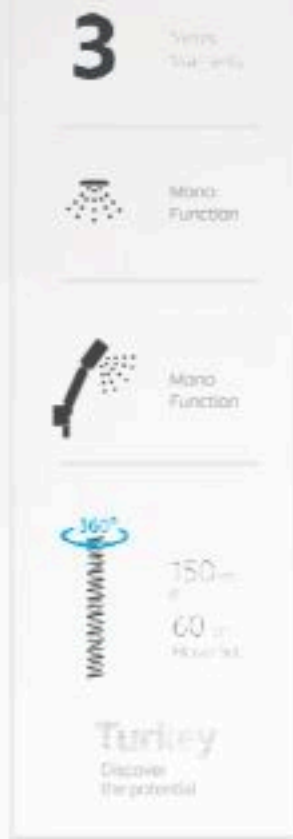 3
Mono
Function
Mono
Function
360°
150
60
Turkey
Discover
the potential